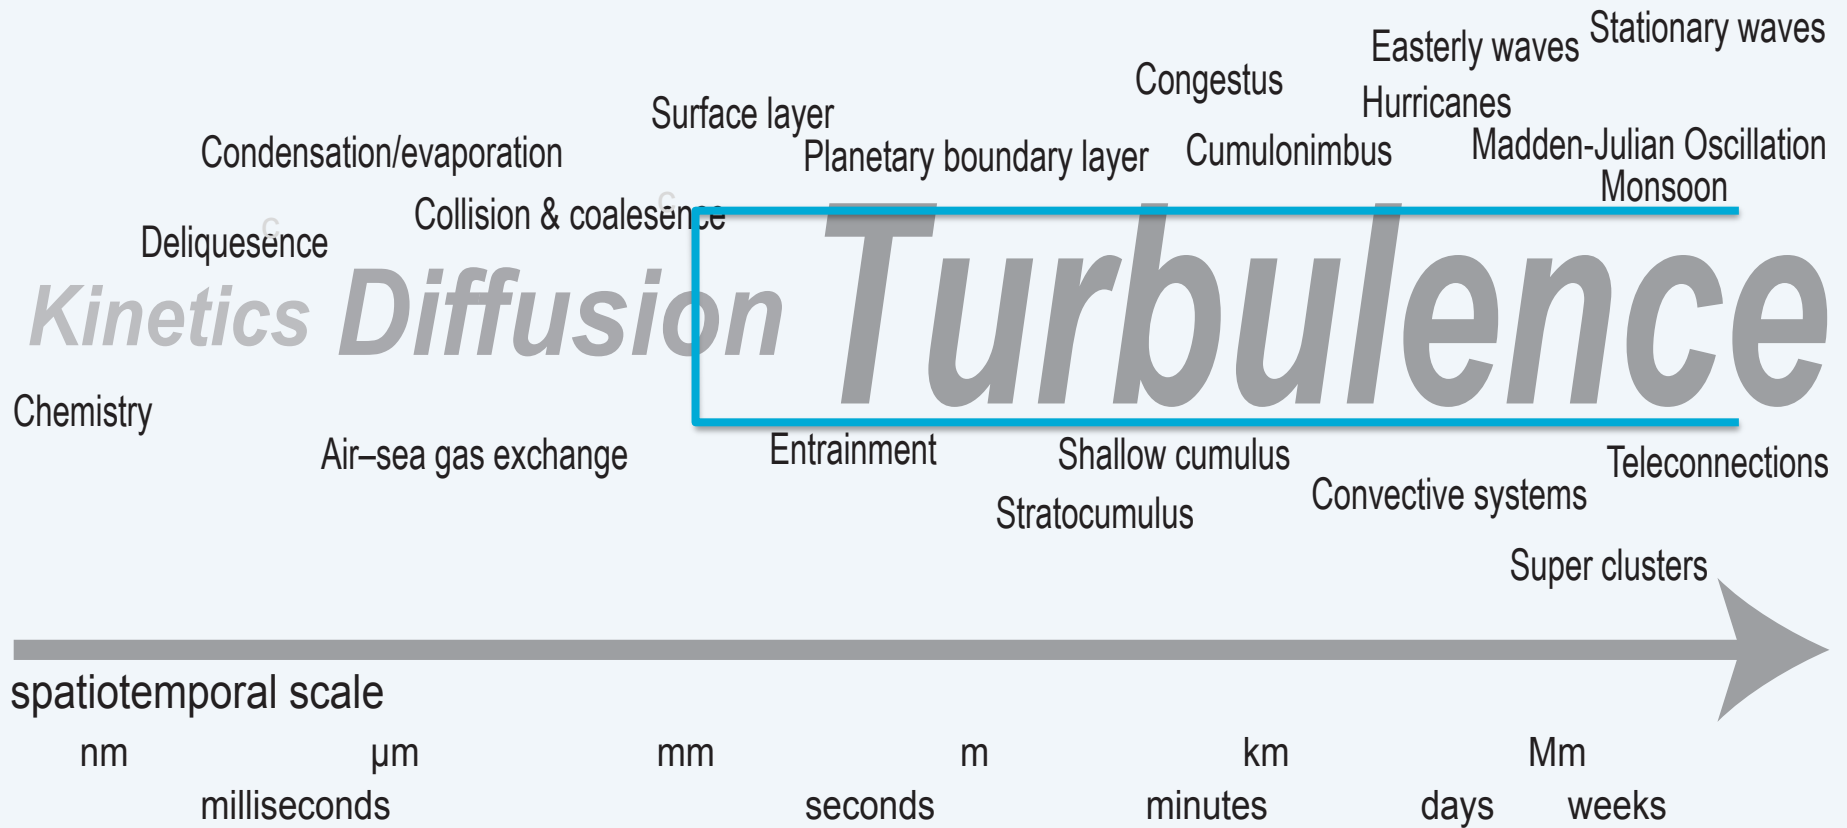 Stationary waves
Easterly waves
Congestus
Hurricanes
Surface layer
Condensation/evaporation
Planetary boundary layer
Cumulonimbus
Madden-Julian Oscillation
Monsoon
c
Collision & coalesence
c
Deliquesence
Kinetics Diffusion Turbulence
Chemistry
Air–sea gas exchange
Entrainment
Shallow cumulus
Teleconnections
Convective systems
Stratocumulus
Super clusters
spatiotemporal scale
nm µm mm m km Mm
milliseconds seconds minutes days weeks